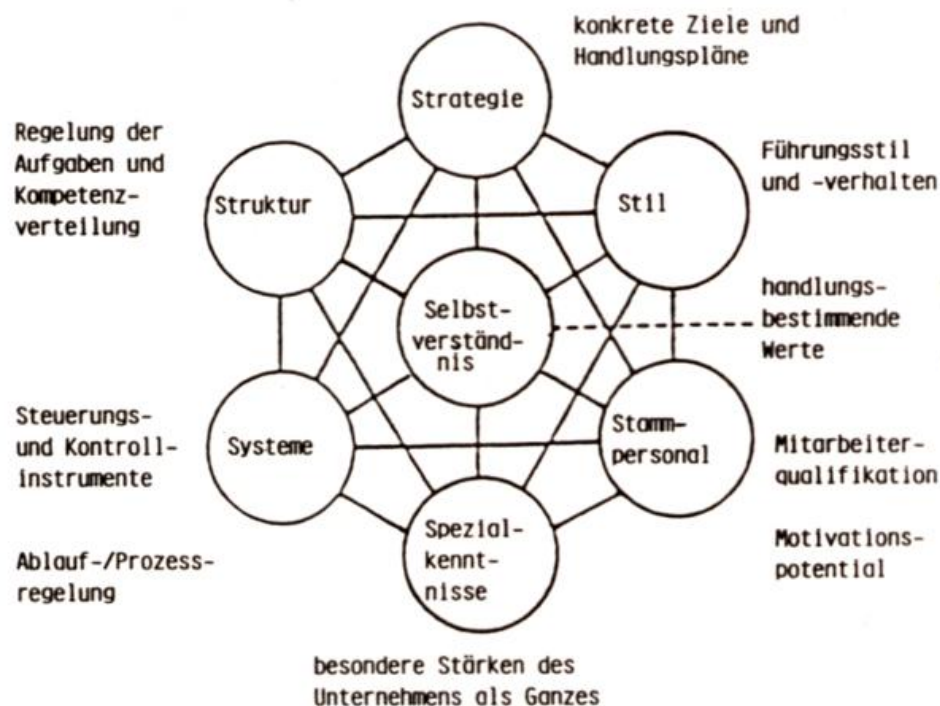 konkrete Ziele und
Handlungspläne
Strategie
Regelung der
Aufgaben und
Kompetenz-
verteilung
Struktur
Stil
Führungsstil
und -verhalten
Selbst-
verständ-
nis
handlungs-
bestimmende
Werte
Steuerungs-
und Kontroll-
instrumente
Systeme
Stamm-
personal
Mitarbeiter-
qualifikation
Ablauf-/Prozess-
regelung
Spezial-
kennt-
nisse
Motivations-
potential
besondere Stärken des
Unternehmens als Ganzes